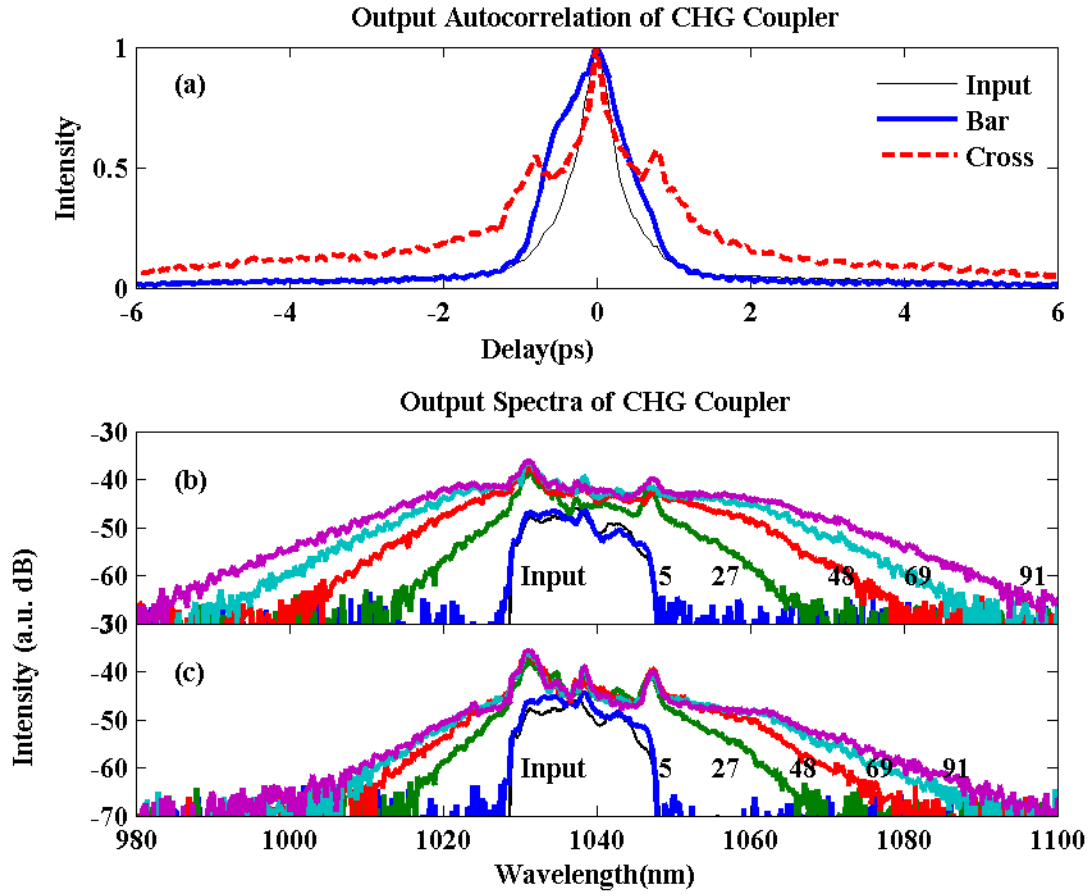 Output Autocorrelation of CHG Coupler
(a)
Input
Bar
Cross
Intensity
1
0.5
0
-6 -4 -2 0 2 4 6
Delay(ps)
Output Spectra of CHG Coupler
Intensity (a.u. dB)
-30
-40
-50
-60
-30
(b)
Input 5 27 48 69 91
-40
-50
-60
-70
(c)
Input 5 27 48 69 91
980 1000 1020 1040 1060 1080 1100
Wavelength(nm)